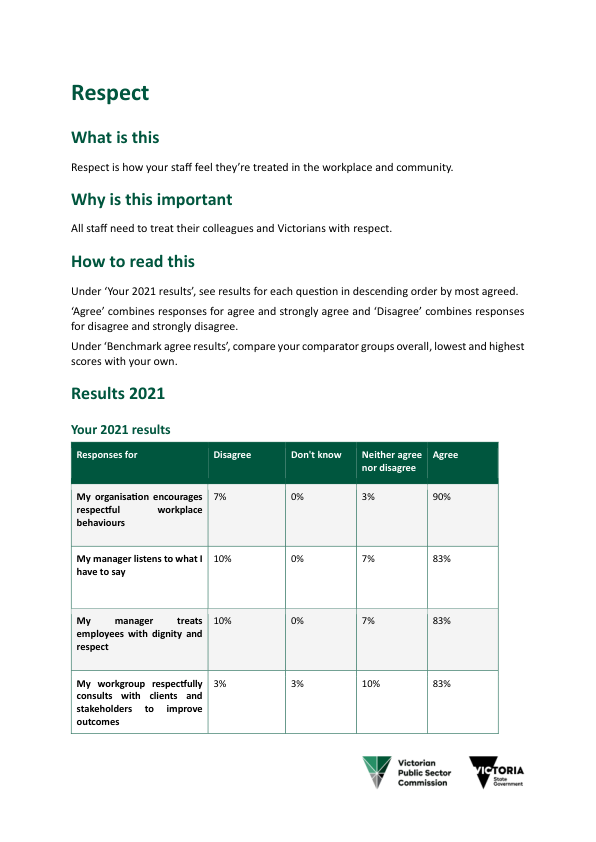 Respect
What is this
Respect is how your staff feel they're treated in the workplace and community.
Why is this important
All staff need to treat their colleagues and Victorians with respect.
How to read this
Under ‘Your 2021 results’, see results for each question in descending order by most agreed.
‘Agree’ combines responses for agree and strongly agree and ‘Disagree’ combines responses
for disagree and strongly disagree.
Under ‘Benchmark agree results’, compare your comparator groups overall, lowest and highest
scores with your own.
Results 2021
Your 2021 results
Responses for Disagree Don't know Neither agree nor disagree Agree
My organisation encourages 7% 0% 3% 90%
respectful workplace
behaviours
My manager listens to what I 10% 0% 7% 83%
have to say
My manager treats 10% 0% 7% 83%
employees with dignity and
respect
My workgroup respectfully 3% 3% 10% 83%
consults with clients and
stakeholders to improve
outcomes
Victorian
Public Sector
Commission
VICTORIA
State
Government